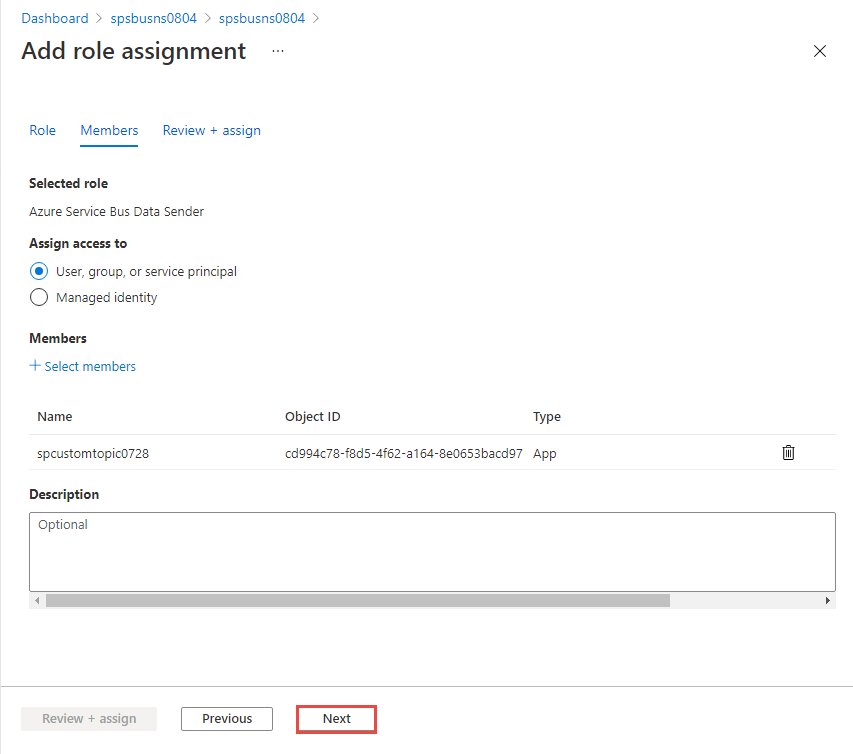 Dashboard > spsbusns0804 > spsbusns0804 >
Add role assignment ...
Role Members Review + assign
Selected role
Azure Service Bus Data Sender
Assign access to
User, group, or service principal
Managed identity
Members
+ Select members
Name Object ID Type
spcustomtopic0728 cd994c78-f8d5-4f62-a164-8e0653bacd97 App
Description
Optional
Review + assign Previous Next